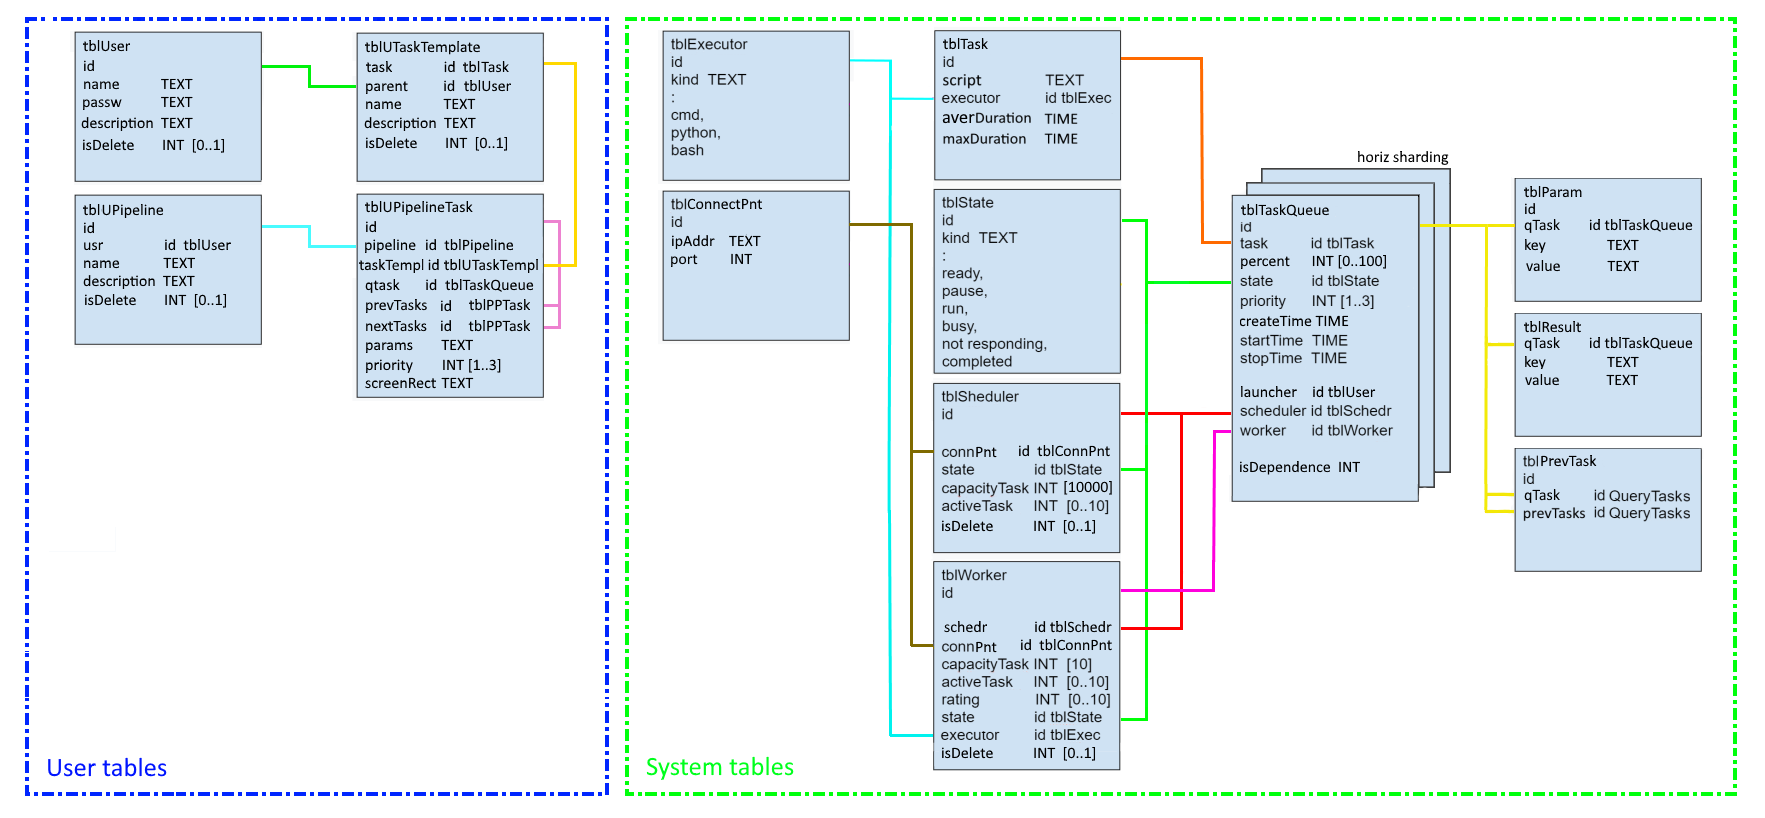 tblUser
id
name TEXT
passw TEXT
description TEXT
isDelete INT [0..1]
tblUTaskTemplate
task id tblTask
parent id tblUser
name TEXT
description TEXT
isDelete INT [0..1]
tblUPipeline
id
usr id tblUser
name TEXT
description TEXT
isDelete INT [0..1]
tblUPipelineTask
id
pipeline id tblPipeline
taskTempl id tblUTaskTempl
qtask id tblTaskQueue
prevTasks id tblPPTask
nextTasks id tblPPTask
params TEXT
priority INT [1..3]
screenRect TEXT
User tables
tblExecutor
id
kind TEXT
:
cmd,
python,
bash
tblConnectPnt
id
ipAddr TEXT
port INT
tblTask
id
script TEXT
executor id tblExec
averDuration TIME
maxDuration TIME
tblState
id
kind TEXT
:
ready,
pause,
run,
busy,
not responding,
completed
tblSheduler
id
connPnt id tblConnPnt
state id tblState
capacityTask INT [10000]
activeTask INT [0..10]
isDelete INT [0..1]
tblWorker
id
schedr id tblSchedr
connPnt id tblConnPnt
capacityTask INT [10]
activeTask INT [0..10]
rating INT [0..10]
state id tblState
executor id tblExec
isDelete INT [0..1]
horiz sharding
tblTaskQueue
id
task id tblTask
percent INT [0..100]
state id tblState
priority INT [1..3]
createTime TIME
startTime TIME
stopTime TIME
launcher id tblUser
scheduler id tblSchedr
worker id tblWorker
isDependence INT
tblParam
id
qTask id tblTaskQueue
key TEXT
value TEXT
tblResult
qTask id tblTaskQueue
key TEXT
value TEXT
tblPrevTask
id
qTask id QueryTasks
prevTasks id QueryTasks
System tables